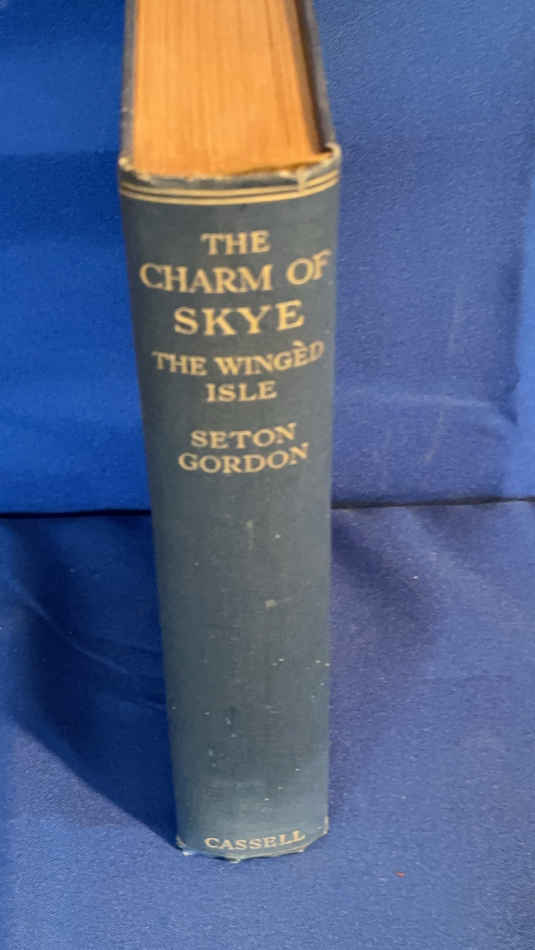 THE
CHARM OF
SKYE
THE WINGÈD
ISLE
SETON
GORDON
CASSELL